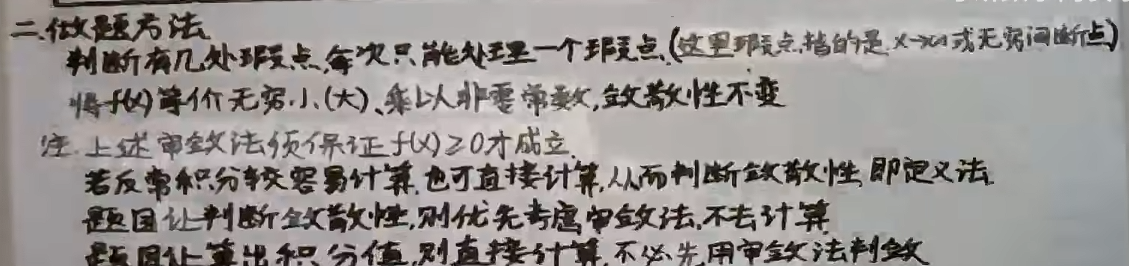 二.做题方法
判断有几处瑕点,每次只能处理一个瑕点.(这里瑕点指的是x→∞或无穷间断点)
将f(x)等价无穷小(大)、乘以非零常数,敛散性不变
注.上述审敛法须保证f(x)≥0才成立.
若反常积分较容易计算,也可直接计算,从而判断敛散性,即定义法.
题目让判断敛散性,则优先考虑审敛法,不去计算
题目让算出积分值,则直接计算,不必先用审敛法判敛